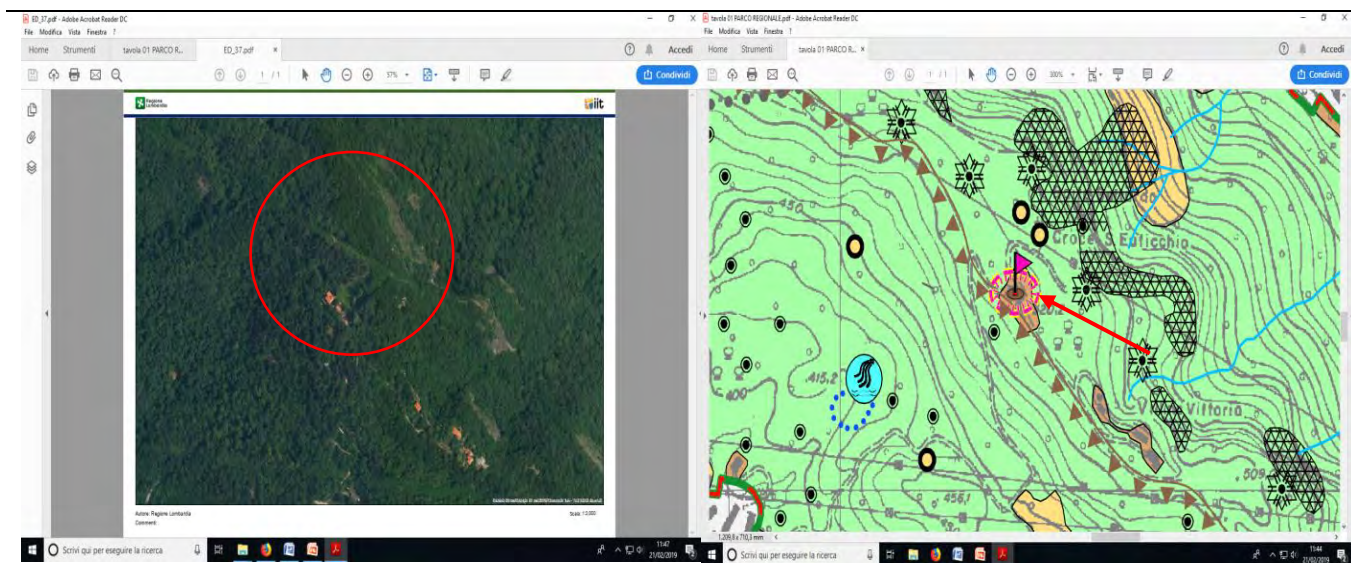 ED_37.pdf - Adobe Acrobat Reader DC
File Modifica Vista Finestra ?
Home Strumenti tavola 01 PARCO R... ED_37.pdf × Accedi
1 / 1 37% Condividi
Regione Lombardia
iit
Autore: Regione Lombardia
Commenti:
Scrivi qui per eseguire la ricerca
11:47
21/02/2019
tavola 01 PARCO REGIONALE.pdf - Adobe Acrobat Reader DC
File Modifica Vista Finestra ?
Home Strumenti tavola 01 PARCO R... × Accedi
1 / 1 300% Condividi
450
Croce S. Euticchio
415,2
400
Vittoria
509
456,1
1.209,8 x 710,3 mm
Scrivi qui per eseguire la ricerca
11:44
21/02/2019